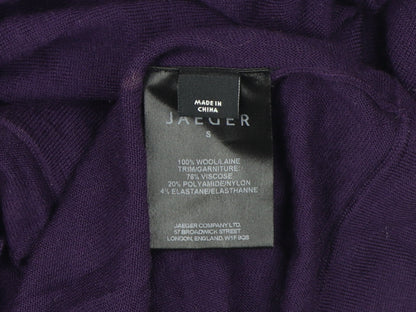 MADE IN
CHINA
JAEGER
S
100% WOOL/LAINE
TRIM/GARNITURE:
76% VISCOSE
20% POLYAMIDE/NYLON
4% ELASTANE/ELASTHANNE
JAEGER COMPANY LTD.
57 BROADWICK STREET
LONDON, ENGLAND. W1F 9QS